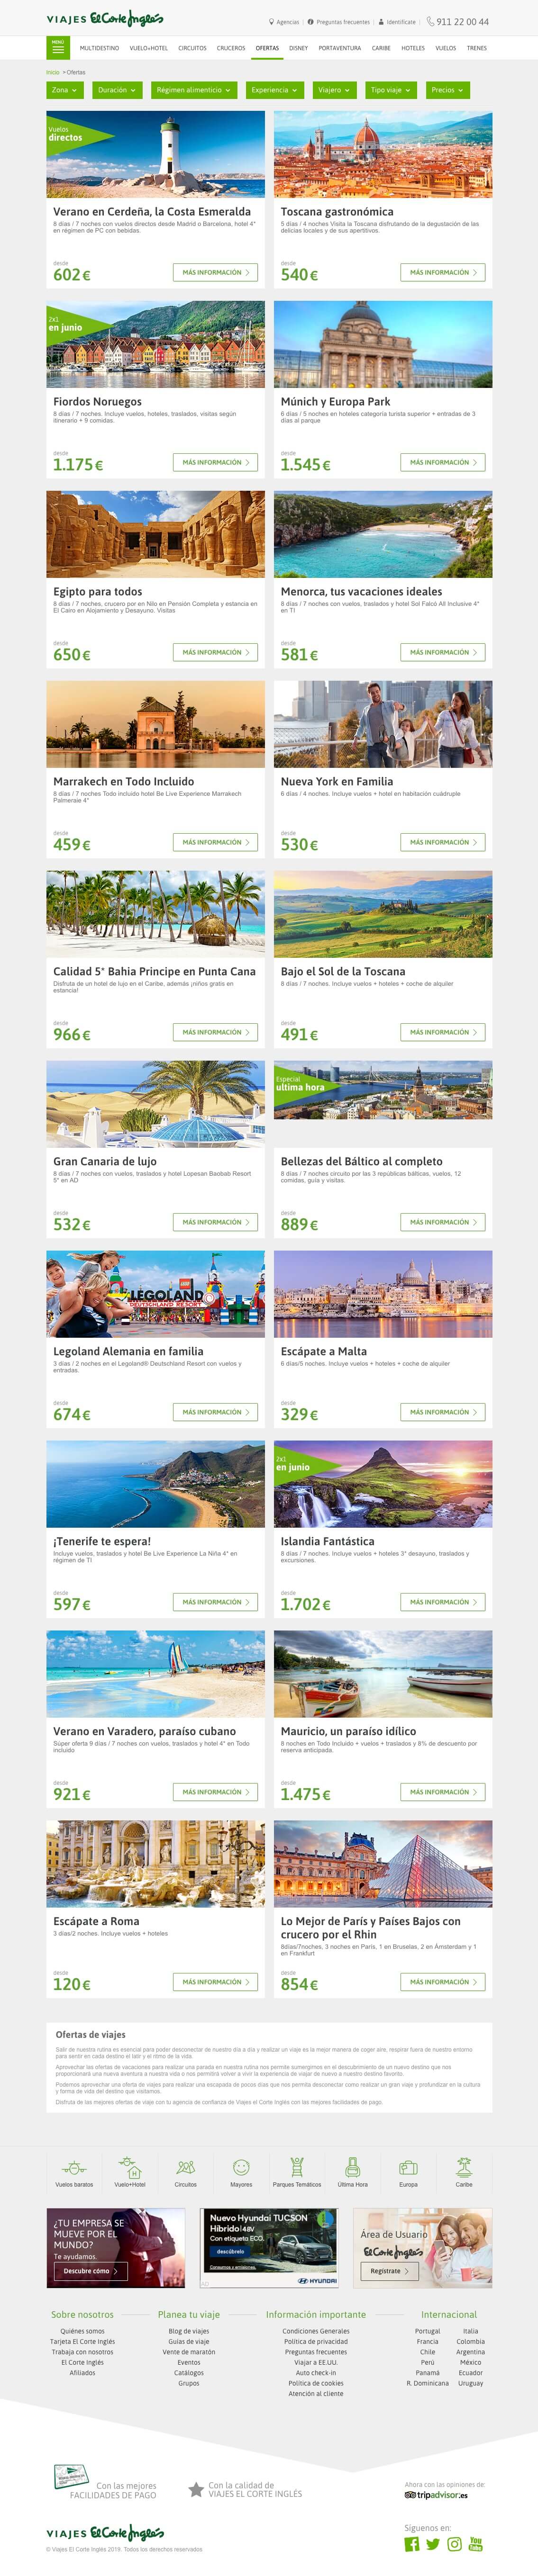 VIAJES El Corte Inglés
Agencias | Preguntas frecuentes | Identifícate | 911 22 00 44
MENÚ
MULTIDESTINO VUELO+HOTEL CIRCUITOS CRUCEROS OFERTAS DISNEY PORTAVENTURA CARIBE HOTELES VUELOS TRENES
Inicio > Ofertas
Zona Duración Régimen alimenticio Experiencia Viajero Tipo viaje Precios
Vuelos
directos
Verano en Cerdeña, la Costa Esmeralda
8 días / 7 noches con vuelos directos desde Madrid o Barcelona, hotel 4*
en régimen de PC con bebidas.
desde
602 €
MÁS INFORMACIÓN
Toscana gastronómica
5 días / 4 noches Visita la Toscana disfrutando de la degustación de las
delicias locales y de sus aperitivos.
desde
540 €
MÁS INFORMACIÓN
2x1
en junio
Fiordos Noruegos
8 días / 7 noches. Incluye vuelos, hoteles, traslados, visitas según
itinerario + 9 comidas.
desde
1.175 €
MÁS INFORMACIÓN
Múnich y Europa Park
6 días / 5 noches en hoteles categoría turista superior + entradas de 3
días al parque
desde
1.545 €
MÁS INFORMACIÓN
Egipto para todos
8 días / 7 noches, crucero por en Nilo en Pensión Completa y estancia en
El Cairo en Alojamiento y Desayuno. Visitas
desde
650 €
MÁS INFORMACIÓN
Menorca, tus vacaciones ideales
8 días / 7 noches con vuelos, traslados y hotel Sol Falcó All Inclusive 4*
en TI
desde
581 €
MÁS INFORMACIÓN
Marrakech en Todo Incluido
8 días / 7 noches Todo incluido hotel Be Live Experience Marrakech
Palmeraie 4*
desde
459 €
MÁS INFORMACIÓN
Nueva York en Familia
6 días / 4 noches. Incluye vuelos + hotel en habitación cuádruple
desde
530 €
MÁS INFORMACIÓN
Calidad 5* Bahia Principe en Punta Cana
Disfruta de un hotel de lujo en el Caribe, además ¡niños gratis en
estancia!
desde
966 €
MÁS INFORMACIÓN
Bajo el Sol de la Toscana
8 días / 7 noches. Incluye vuelos + hoteles + coche de alquiler
desde
491 €
MÁS INFORMACIÓN
Gran Canaria de lujo
8 días / 7 noches con vuelos, traslados y hotel Lopesan Baobab Resort
5* en AD
desde
532 €
MÁS INFORMACIÓN
Especial
ultima hora
Bellezas del Báltico al completo
8 días / 7 noches circuito por las 3 repúblicas bálticas, vuelos, 12
comidas, guía y visitas.
desde
889 €
MÁS INFORMACIÓN
LEGO
LEGOLAND
DEUTSCHLAND RESORT
Legoland Alemania en familia
3 días / 2 noches en el Legoland® Deutschland Resort con vuelos y
entradas.
desde
674 €
MÁS INFORMACIÓN
Escápate a Malta
6 días/5 noches. Incluye vuelos + hoteles + coche de alquiler
desde
329 €
MÁS INFORMACIÓN
¡Tenerife te espera!
Incluye vuelos, traslados y hotel Be Live Experience La Niña 4* en
régimen de TI
desde
597 €
MÁS INFORMACIÓN
2x1
en junio
Islandia Fantástica
8 días / 7 noches. Incluye vuelos + hoteles 3* desayuno, traslados y
excursiones.
desde
1.702 €
MÁS INFORMACIÓN
Verano en Varadero, paraíso cubano
Súper oferta 9 días / 7 noches con vuelos, traslados y hotel 4* en Todo
incluido
desde
921 €
MÁS INFORMACIÓN
Mauricio, un paraíso idílico
8 noches en Todo Incluido + vuelos + traslados y 8% de descuento por
reserva anticipada.
desde
1.475 €
MÁS INFORMACIÓN
Escápate a Roma
3 días/2 noches. Incluye vuelos + hoteles
desde
120 €
MÁS INFORMACIÓN
Lo Mejor de París y Países Bajos con
crucero por el Rhin
8días/7noches. 3 noches en París, 1 en Bruselas, 2 en Ámsterdam y 1
en Frankfurt
desde
854 €
MÁS INFORMACIÓN
Ofertas de viajes
Salir de nuestra rutina es esencial para poder desconectar de nuestro día a día y realizar un viaje es la mejor manera de coger aire, respirar fuera de nuestro entorno
para sentir en cada destino el latir y el ritmo de la vida.
Aprovechar las ofertas de vacaciones para realizar una parada en nuestra rutina nos permite sumergirnos en el descubrimiento de un nuevo destino que nos
proporcionará una nueva aventura a nuestra vida o nos permitirá volver a vivir la experiencia de viajar de nuevo a nuestro destino favorito.
Podemos aprovechar una oferta de viajes para realizar una escapada de pocos días que nos permita desconectar como realizar un gran viaje y profundizar en la cultura
y forma de vida del destino que visitamos.
Disfruta de las mejores ofertas de viaje con tu agencia de confianza de Viajes el Corte Inglés con las mejores facilidades de pago.
Vuelos baratos Vuelo+Hotel Circuitos Mayores Parques Temáticos Última Hora Europa Caribe
¿TU EMPRESA SE
MUEVE POR EL
MUNDO?
Te ayudamos.
Descubre cómo
Nuevo Hyundai TUCSON
Híbrido 48V
Con etiqueta ECO.
descúbrelo
HYUNDAI
Área de Usuario
El Corte Inglés
Regístrate
Sobre nosotros
Quiénes somos
Tarjeta El Corte Inglés
Trabaja con nosotros
El Corte Inglés
Afiliados
Planea tu viaje
Blog de viajes
Guías de viaje
Vente de maratón
Eventos
Catálogos
Grupos
Información importante
Condiciones Generales
Política de privacidad
Preguntas frecuentes
Viajar a EE.UU.
Auto check-in
Política de cookies
Atención al cliente
Internacional
Portugal Italia
Francia Colombia
Chile Argentina
Perú México
Panamá Ecuador
R. Dominicana Uruguay
Con las mejores
FACILIDADES DE PAGO
Con la calidad de
VIAJES EL CORTE INGLÉS
Ahora con las opiniones de:
tripadvisor.es
VIAJES El Corte Inglés
© Viajes El Corte Inglés 2019. Todos los derechos reservados.
Síguenos en:
You
Tube